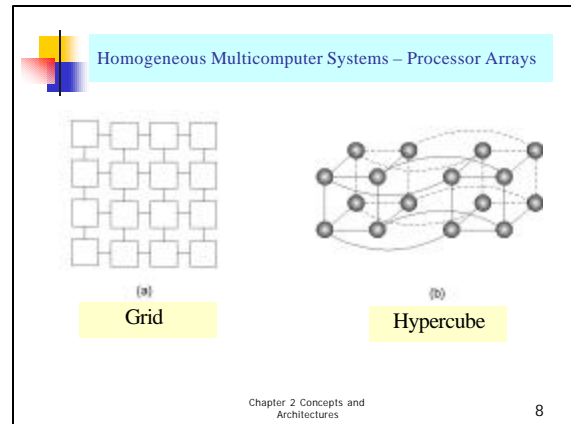 Homogeneous Multicomputer Systems – Processor Arrays
(a)
Grid
(b)
Hypercube
Chapter 2 Concepts and
Architectures
8